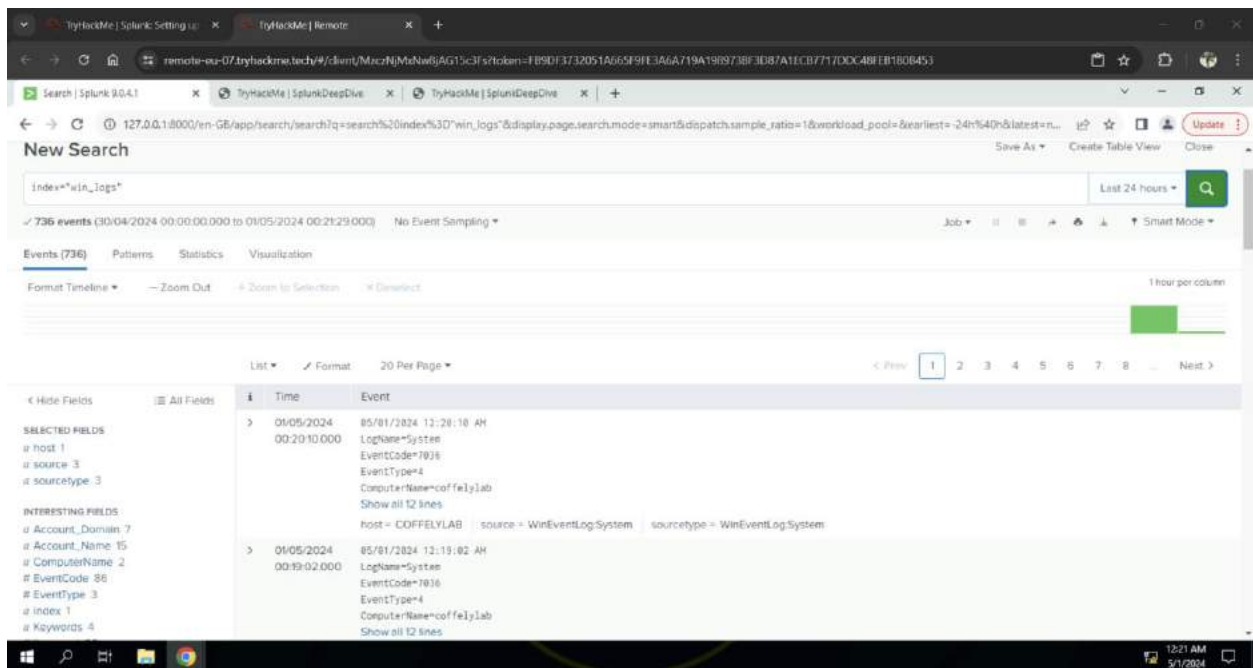 TryHackMe | Splunk: Setting up
TryHackMe | Remote
Search | Splunk 9.0.4.1
TryHackMe | SplunkDeepDive
TryHackMe | SplunkDeepDive
127.0.0.1:8000/en-GB/app/search/search?q=search%20index%3D"win_logs"&display.page.search.mode=smart&dispatch.sample_ratio=1&workload_pool=&earliest=-24h%40h&latest=n...
Update
New Search
Save As
Create Table View
Close
index="win_logs"
Last 24 hours
736 events (30/04/2024 00:00:00.000 to 01/05/2024 00:21:29.000)
No Event Sampling
Job
Smart Mode
Events (736)
Patterns
Statistics
Visualization
Format Timeline
— Zoom Out
+ Zoom to Selection
× Deselect
1 hour per column
List
Format
20 Per Page
< Prev
1 2 3 4 5 6 7 8 ...
Next >
< Hide Fields
All Fields
i Time Event
SELECTED FIELDS
a host 1
a source 3
a sourcetype 3
INTERESTING FIELDS
a Account_Domain 7
a Account_Name 15
a ComputerName 2
# EventCode 86
# EventType 3
a index 1
a Keywords 4
> 01/05/2024
00:20:10.000
05/01/2024 12:20:10 AM
LogName=System
EventCode=7036
EventType=4
ComputerName=coffelylab
Show all 12 lines
host = COFFELYLAB source = WinEventLog:System sourcetype = WinEventLog:System
> 01/05/2024
00:19:02.000
05/01/2024 12:19:02 AM
LogName=System
EventCode=7036
EventType=4
ComputerName=coffelylab
Show all 12 lines
12:21 AM
5/1/2024